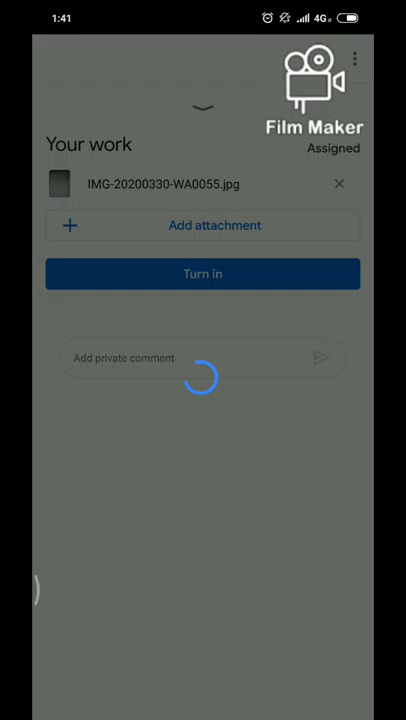 1:41
4G
Film Maker
Your work
Assigned
IMG-20200330-WA0055.jpg
Add attachment
Turn in
Add private comment